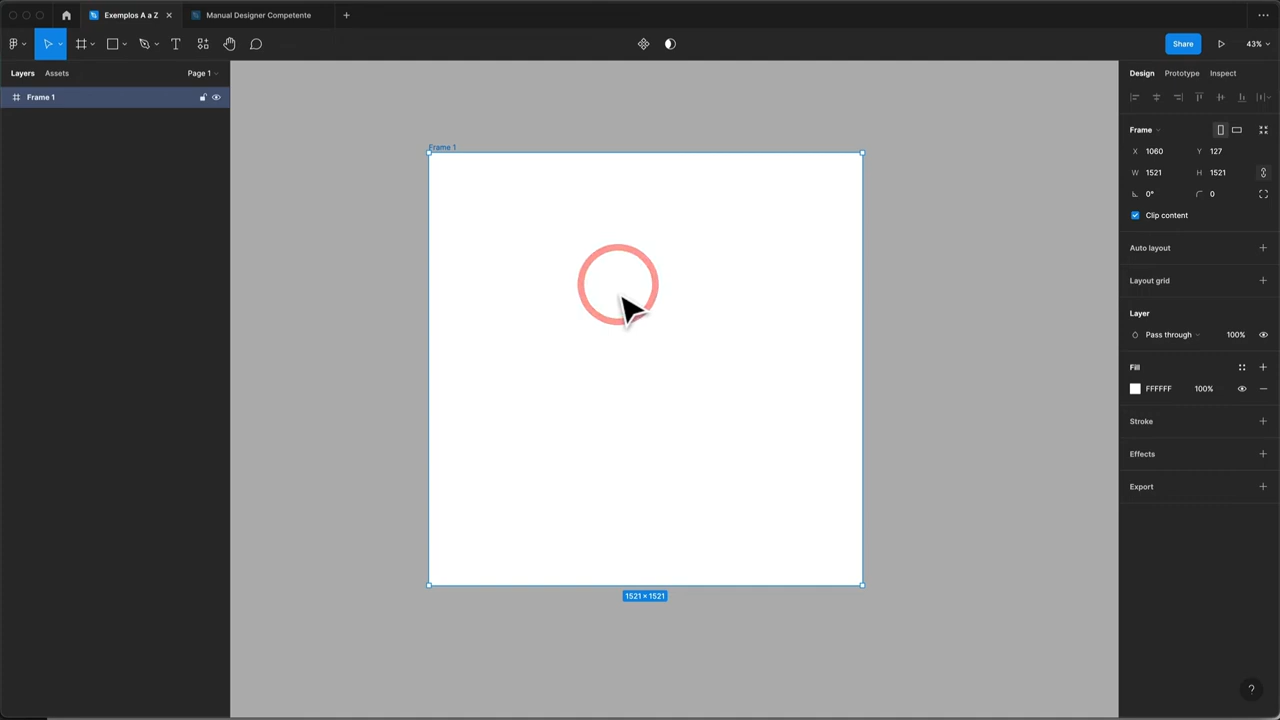 Exemplos A a Z
Manual Designer Competente
Share
43%
Layers
Assets
Page 1
Design
Prototype
Inspect
Frame 1
Frame 1
1521 × 1521
Frame
X 1060
Y 127
W 1521
H 1521
0°
0
Clip content
Auto layout
Layout grid
Layer
Pass through
100%
Fill
FFFFFF
100%
Stroke
Effects
Export
?